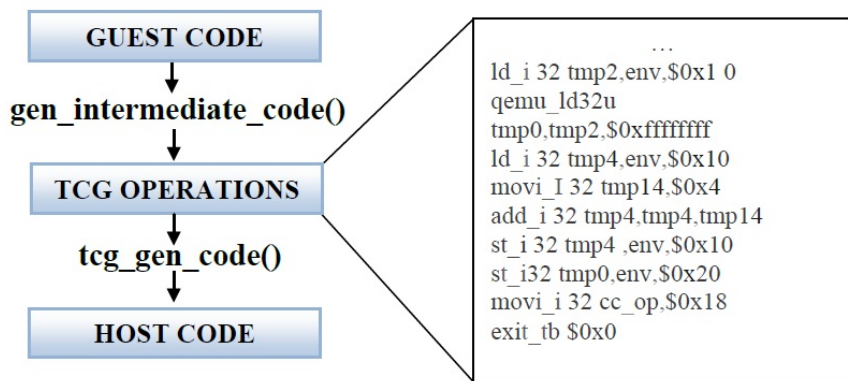 GUEST CODE
gen_intermediate_code()
TCG OPERATIONS
tcg_gen_code()
HOST CODE
...
ld_i 32 tmp2,env,$0x1 0
qemu_ld32u
tmp0,tmp2,$0xffffffff
ld_i 32 tmp4,env,$0x10
movi_I 32 tmp14,$0x4
add_i 32 tmp4,tmp4,tmp14
st_i 32 tmp4 ,env,$0x10
st_i32 tmp0,env,$0x20
movi_i 32 cc_op,$0x18
exit_tb $0x0